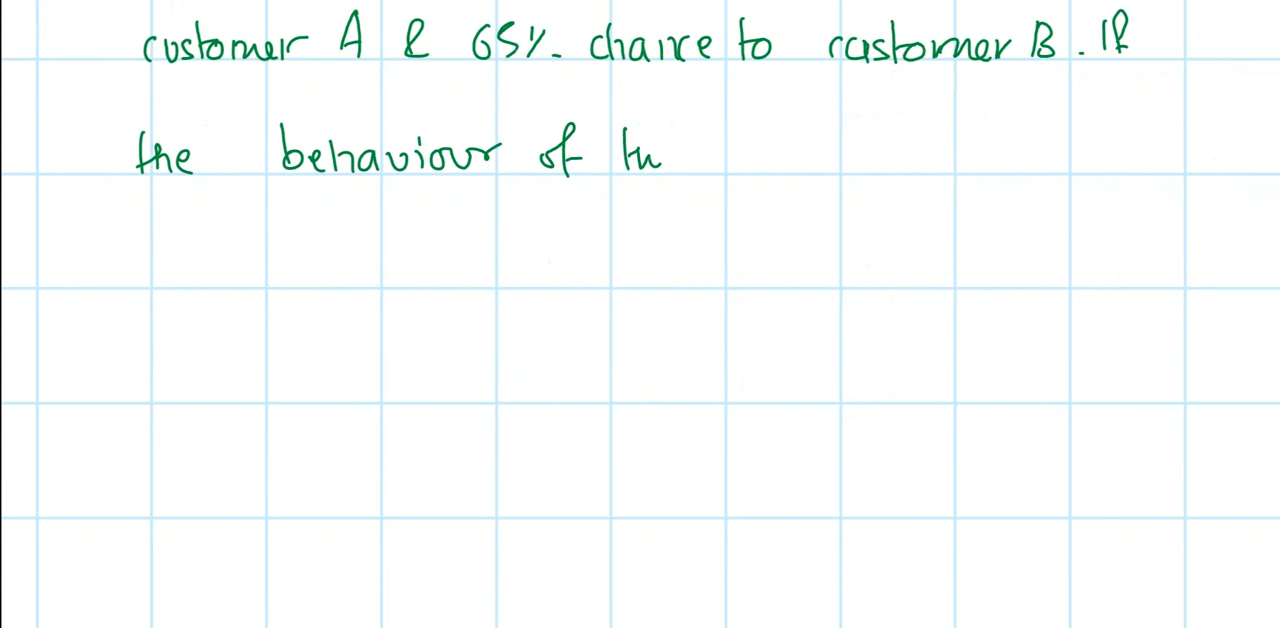 customer A & 65% chance to customer B. If
the behaviour of